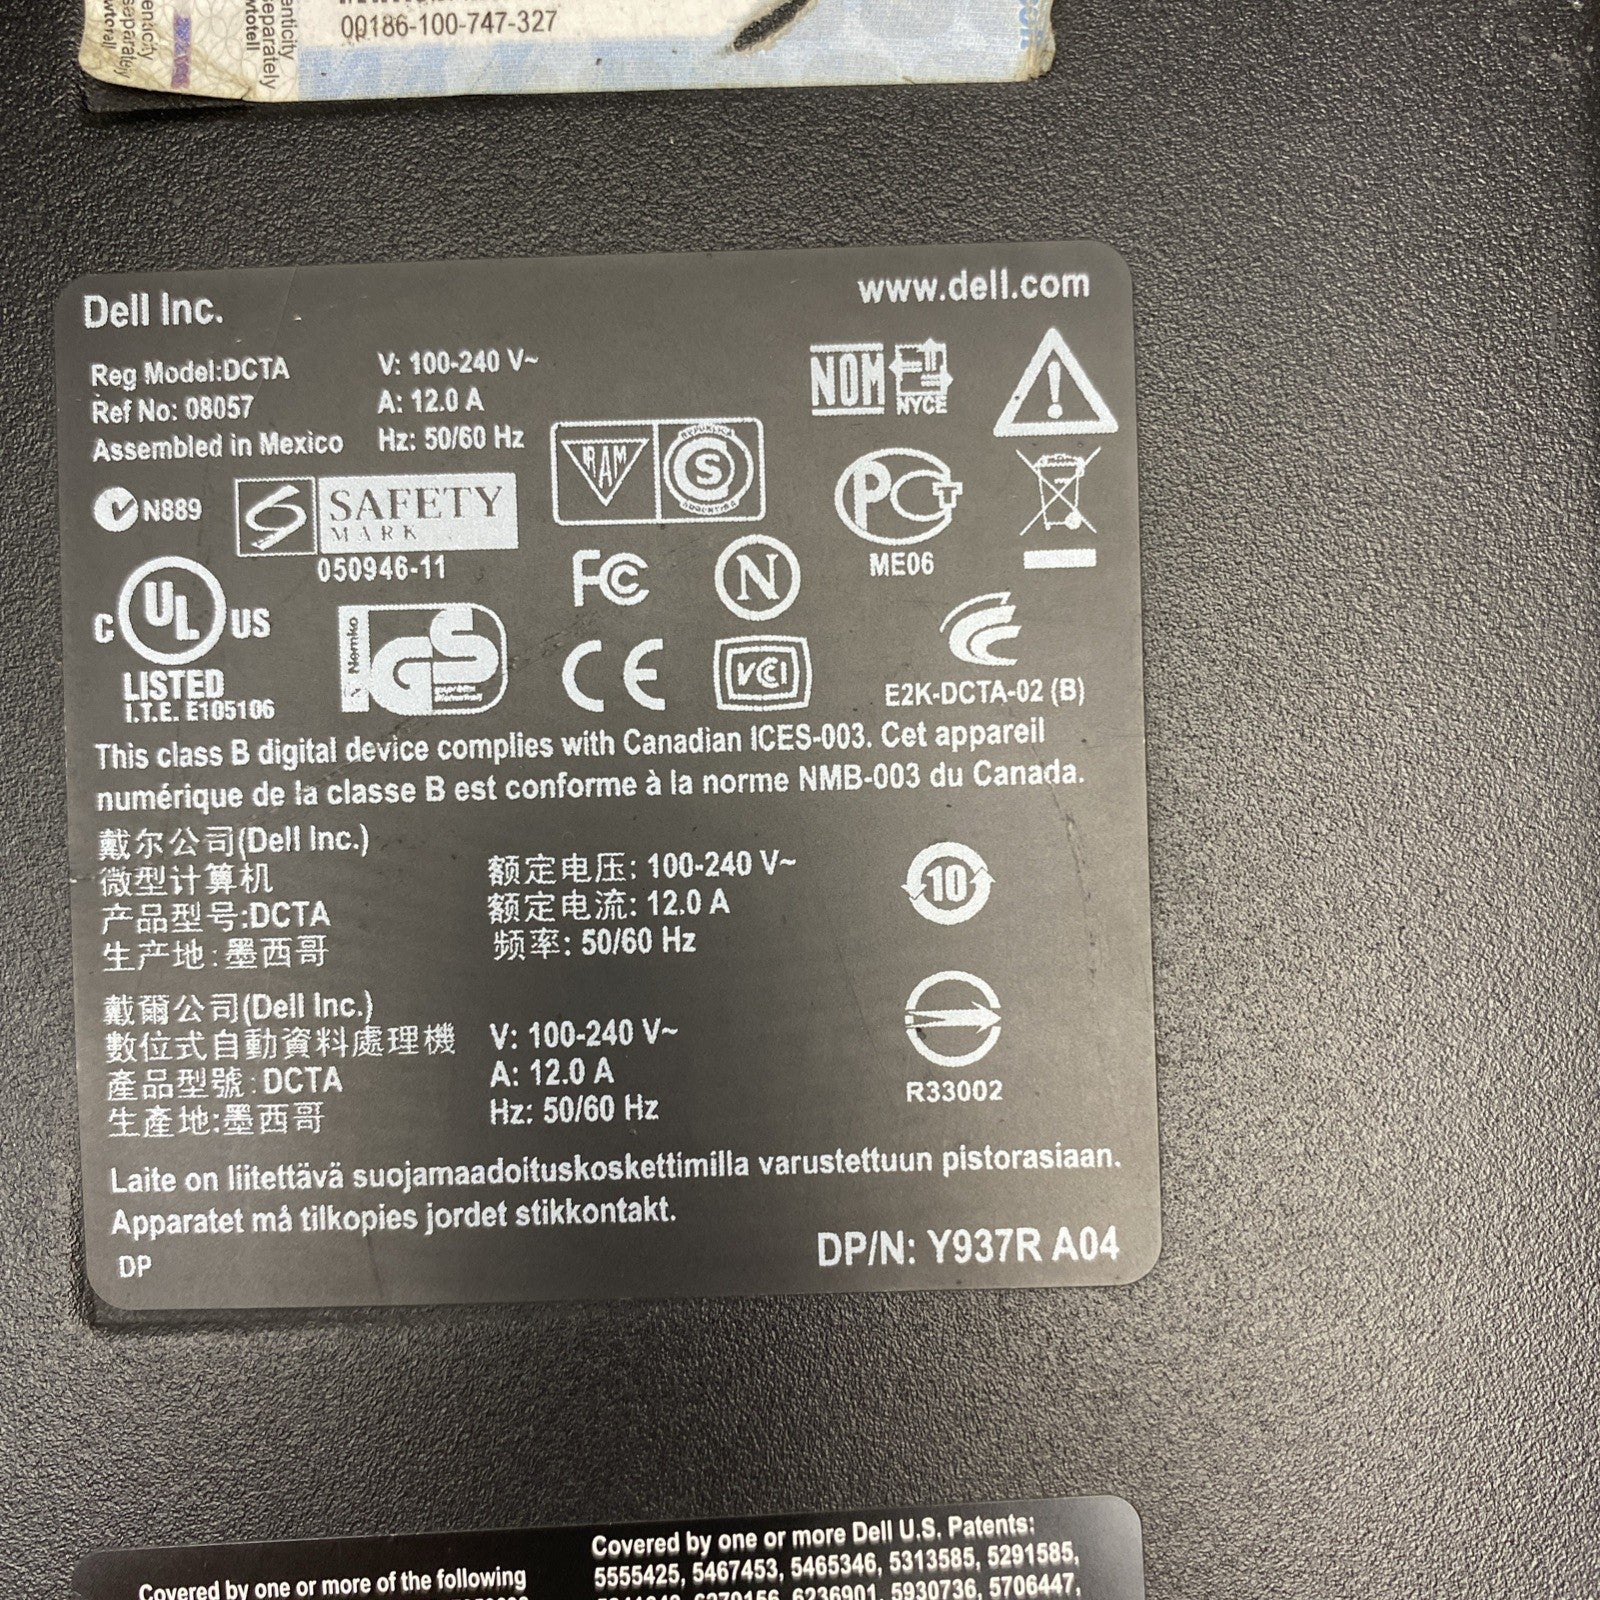 00186-100-747-327
enticity
separately
Dell Inc.
www.dell.com
Reg Model:DCTA
Ref No: 08057
Assembled in Mexico
V: 100-240 V~
A: 12.0 A
Hz: 50/60 Hz
NOM
NYCE
IRAM
S
N889
SAFETY
MARK
050946-11
PCT
ME06
FC
N
C UL US
LISTED
I.T.E. E105106
Nemko
GS
CE
VCCI
E2K-DCTA-02 (B)
This class B digital device complies with Canadian ICES-003. Cet appareil
numérique de la classe B est conforme à la norme NMB-003 du Canada.
戴尔公司(Dell Inc.)
微型计算机
产品型号:DCTA
生产地:墨西哥
额定电压: 100-240 V~
额定电流: 12.0 A
频率: 50/60 Hz
10
戴爾公司(Dell Inc.)
數位式自動資料處理機
產品型號:DCTA
生產地:墨西哥
V: 100-240 V~
A: 12.0 A
Hz: 50/60 Hz
R33002
Laite on liitettävä suojamaadoituskoskettimilla varustettuun pistorasiaan.
Apparatet må tilkopies jordet stikkontakt.
DP
DP/N: Y937R A04
Covered by one or more of the following
Covered by one or more Dell U.S. Patents:
5555425, 5467453, 5465346, 5313585, 5291585,
6236901, 5930736, 5706447,